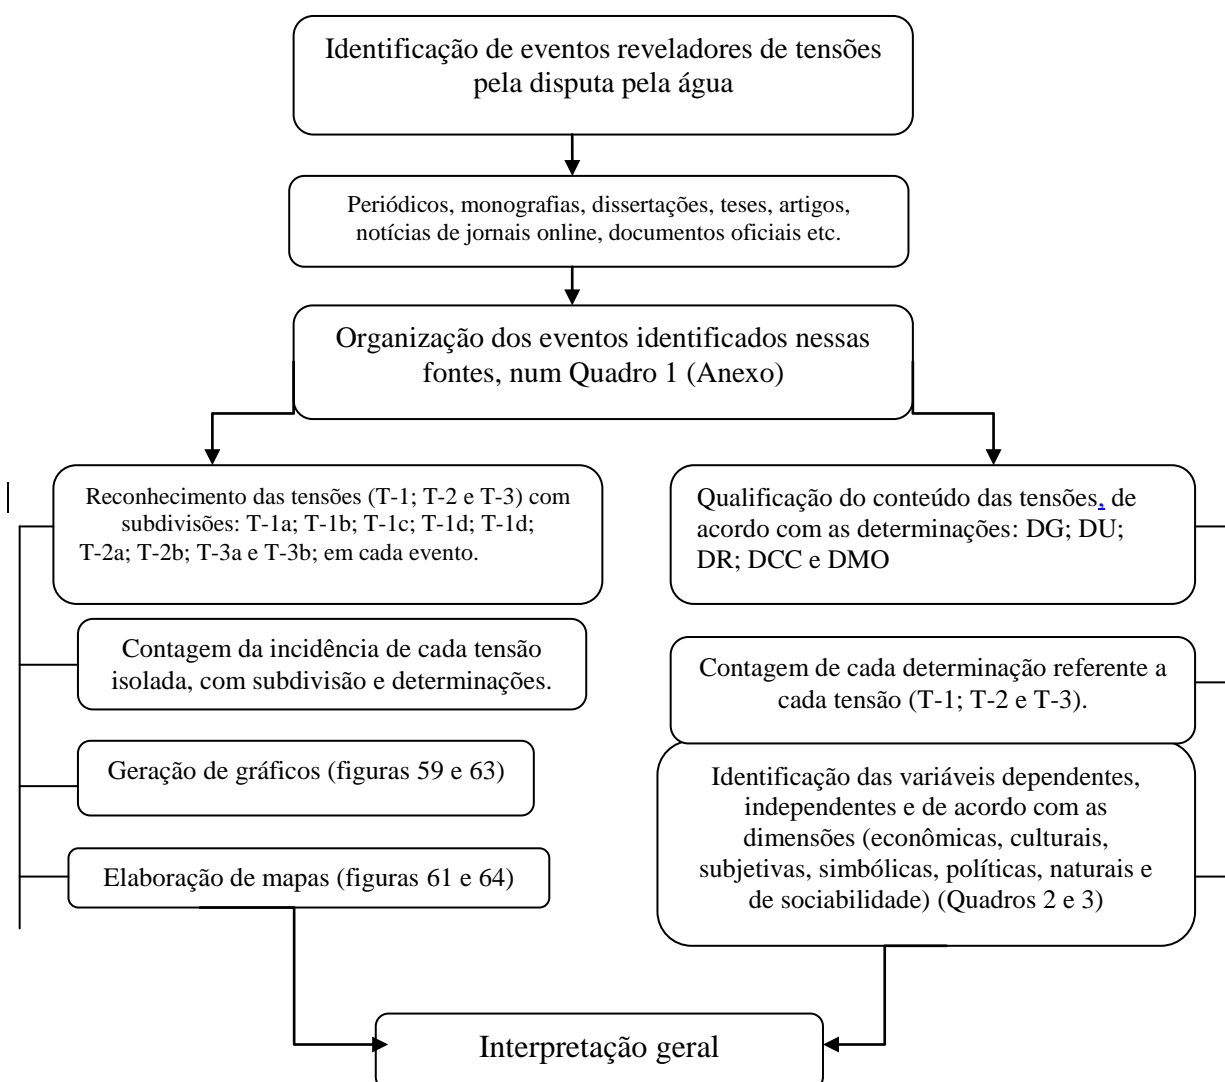 Identificação de eventos reveladores de tensões
pela disputa pela água
Periódicos, monografias, dissertações, teses, artigos,
notícias de jornais online, documentos oficiais etc.
Organização dos eventos identificados nessas
fontes, num Quadro 1 (Anexo)
Reconhecimento das tensões (T-1; T-2 e T-3) com
subdivisões: T-1a; T-1b; T-1c; T-1d; T-1d;
T-2a; T-2b; T-3a e T-3b; em cada evento.
Contagem da incidência de cada tensão
isolada, com subdivisão e determinações.
Geração de gráficos (figuras 59 e 63)
Elaboração de mapas (figuras 61 e 64)
Qualificação do conteúdo das tensões, de
acordo com as determinações: DG; DU;
DR; DCC e DMO
Contagem de cada determinação referente a
cada tensão (T-1; T-2 e T-3).
Identificação das variáveis dependentes,
independentes e de acordo com as
dimensões (econômicas, culturais,
subjetivas, simbólicas, políticas, naturais e
de sociabilidade) (Quadros 2 e 3)
Interpretação geral